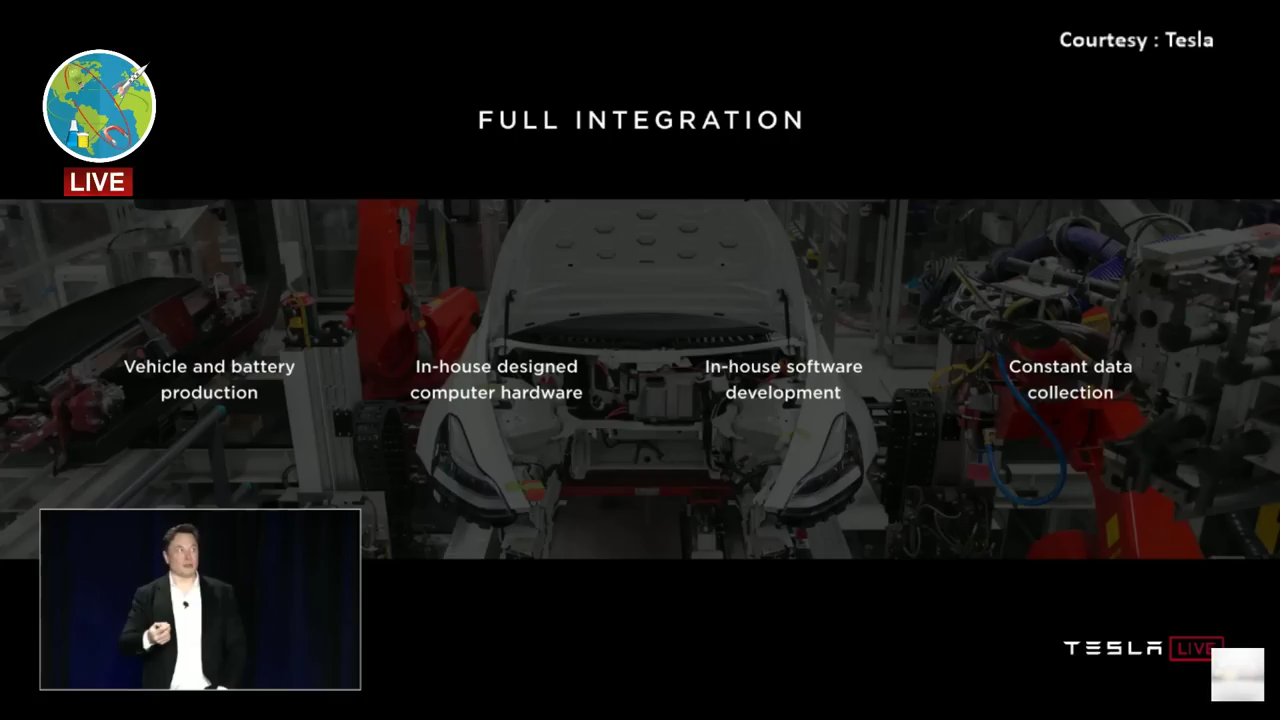 Courtesy : Tesla
LIVE
FULL INTEGRATION
Vehicle and battery
production
In-house designed
computer hardware
In-house software
development
Constant data
collection
TESLA LIVE